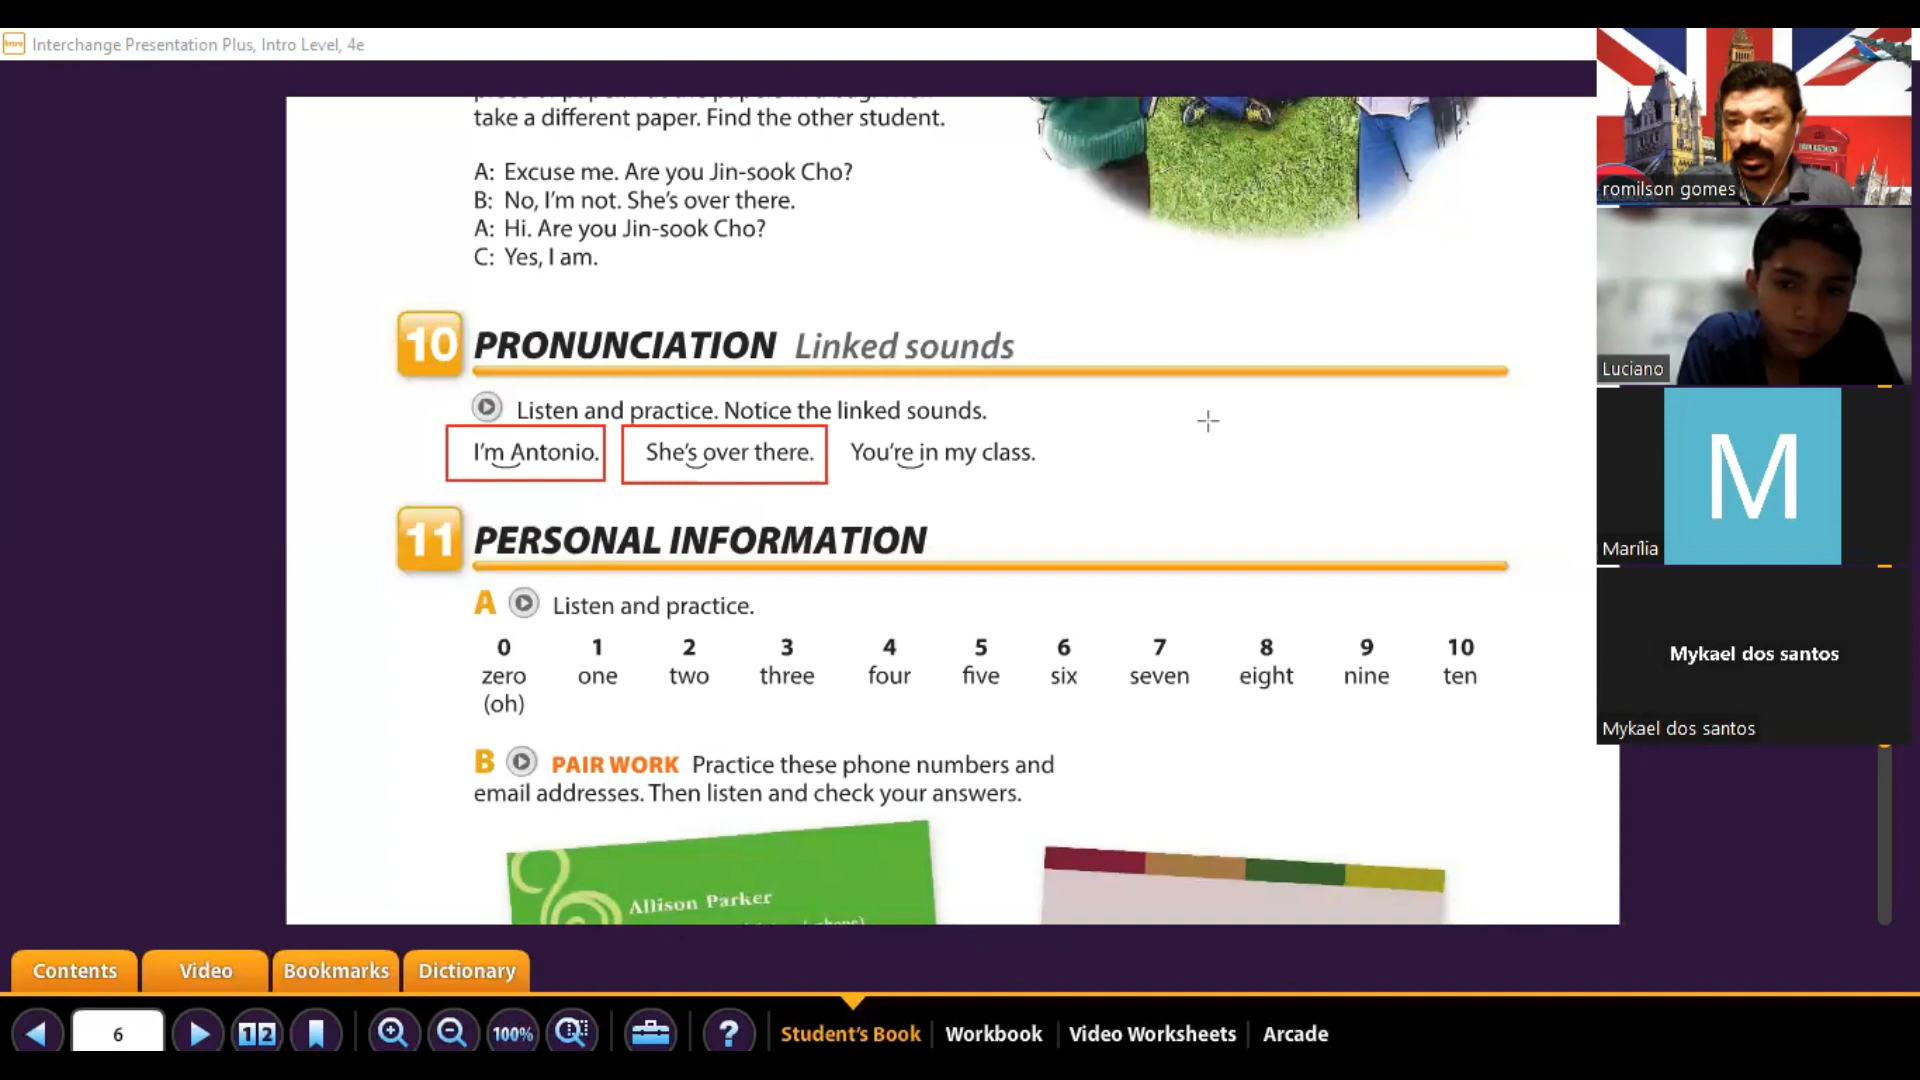 Interchange Presentation Plus, Intro Level, 4e
take a different paper. Find the other student.
A: Excuse me. Are you Jin-sook Cho?
B: No, I'm not. She's over there.
A: Hi. Are you Jin-sook Cho?
C: Yes, I am.
10 PRONUNCIATION Linked sounds
Listen and practice. Notice the linked sounds.
I'm Antonio. She's over there. You're in my class.
11 PERSONAL INFORMATION
A Listen and practice.
0 1 2 3 4 5 6 7 8 9 10
zero one two three four five six seven eight nine ten
(oh)
B PAIR WORK Practice these phone numbers and
email addresses. Then listen and check your answers.
Allison Parker
romilson gomes
Luciano
M
Marília
Mykael dos santos
Mykael dos santos
Contents Video Bookmarks Dictionary
6 12 100% ? Student's Book Workbook Video Worksheets Arcade